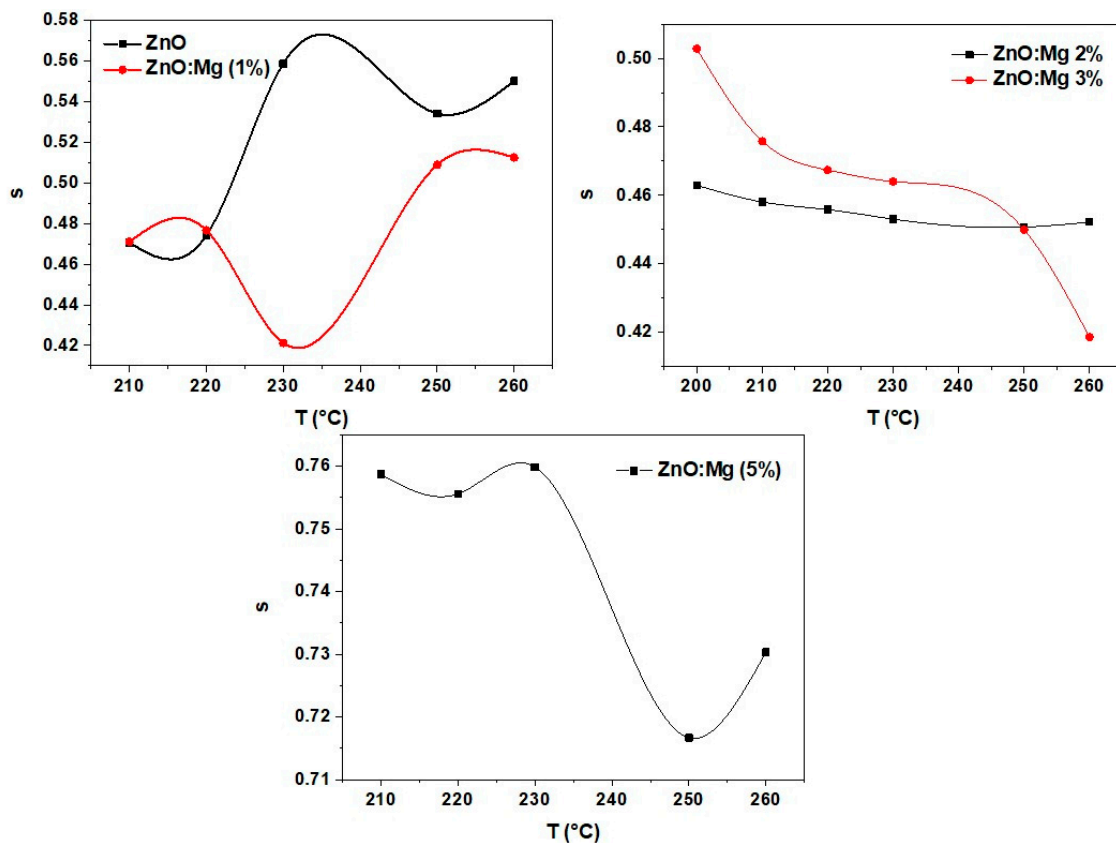 0.58
0.56
0.54
0.52
0.50
0.48
0.46
0.44
0.42
s
ZnO
ZnO:Mg (1%)
210 220 230 240 250 260
T (°C)
0.50
0.48
0.46
0.44
0.42
s
ZnO:Mg 2%
ZnO:Mg 3%
200 210 220 230 240 250 260
T (°C)
0.76
0.75
0.74
0.73
0.72
0.71
s
ZnO:Mg (5%)
210 220 230 240 250 260
T (°C)